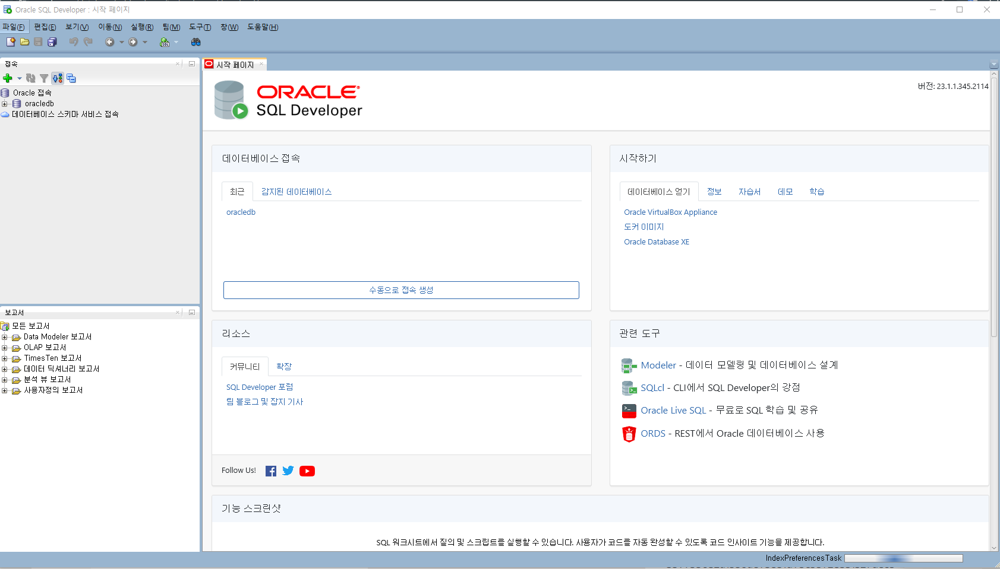 Oracle SQL Developer : 시작 페이지
파일(F) 편집(E) 보기(V) 이동(N) 실행(R) 팀(M) 도구(T) 창(W) 도움말(H)
SQL
접속
Oracle 접속
oracledb
데이터베이스 스키마 서비스 접속
보고서
모든 보고서
Data Modeler 보고서
OLAP 보고서
TimesTen 보고서
데이터 딕셔너리 보고서
분석 뷰 보고서
사용자정의 보고서
시작 페이지
ORACLE
SQL Developer
버전: 23.1.1.345.2114
데이터베이스 접속
최근 감지된 데이터베이스
oracledb
수동으로 접속 생성
시작하기
데이터베이스 얻기 정보 자습서 데모 학습
Oracle VirtualBox Appliance
도커 이미지
Oracle Database XE
리소스
커뮤니티 확장
SQL Developer 포럼
팀 블로그 및 잡지 기사
Follow Us!
관련 도구
Modeler - 데이터 모델링 및 데이터베이스 설계
SQLcl - CLI에서 SQL Developer의 강점
Oracle Live SQL - 무료로 SQL 학습 및 공유
ORDS - REST에서 Oracle 데이터베이스 사용
기능 스크린샷
SQL 워크시트에서 질의 및 스크립트를 실행할 수 있습니다. 사용자가 코드를 자동 완성할 수 있도록 코드 인사이트 기능을 제공합니다.
IndexPreferencesTask